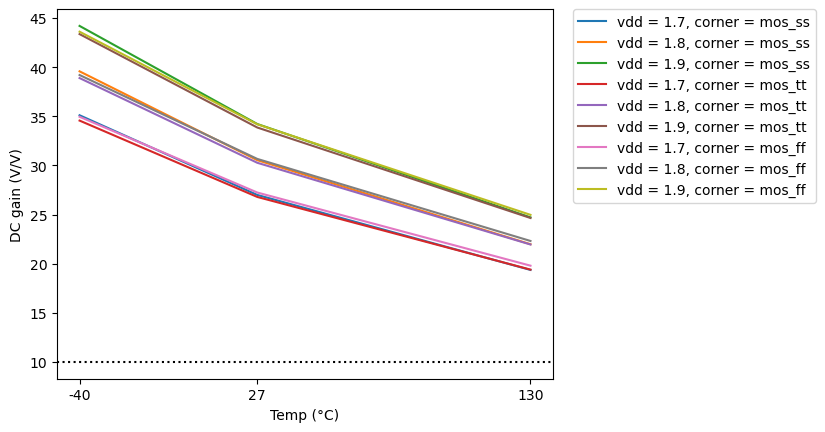 45
40
35
30
25
20
15
10
DC gain (V/V)
-40
27
130
Temp (°C)
vdd = 1.7, corner = mos_ss
vdd = 1.8, corner = mos_ss
vdd = 1.9, corner = mos_ss
vdd = 1.7, corner = mos_tt
vdd = 1.8, corner = mos_tt
vdd = 1.9, corner = mos_tt
vdd = 1.7, corner = mos_ff
vdd = 1.8, corner = mos_ff
vdd = 1.9, corner = mos_ff